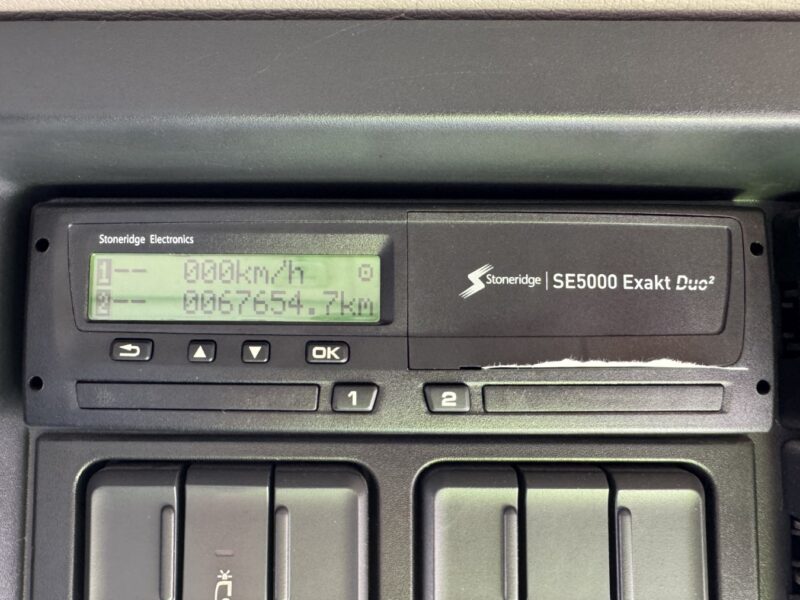 Stoneridge Electronics
1 -- 000km/h
2 -- 0067654.7km
OK
1
2
Stoneridge | SE5000 Exakt Duo²